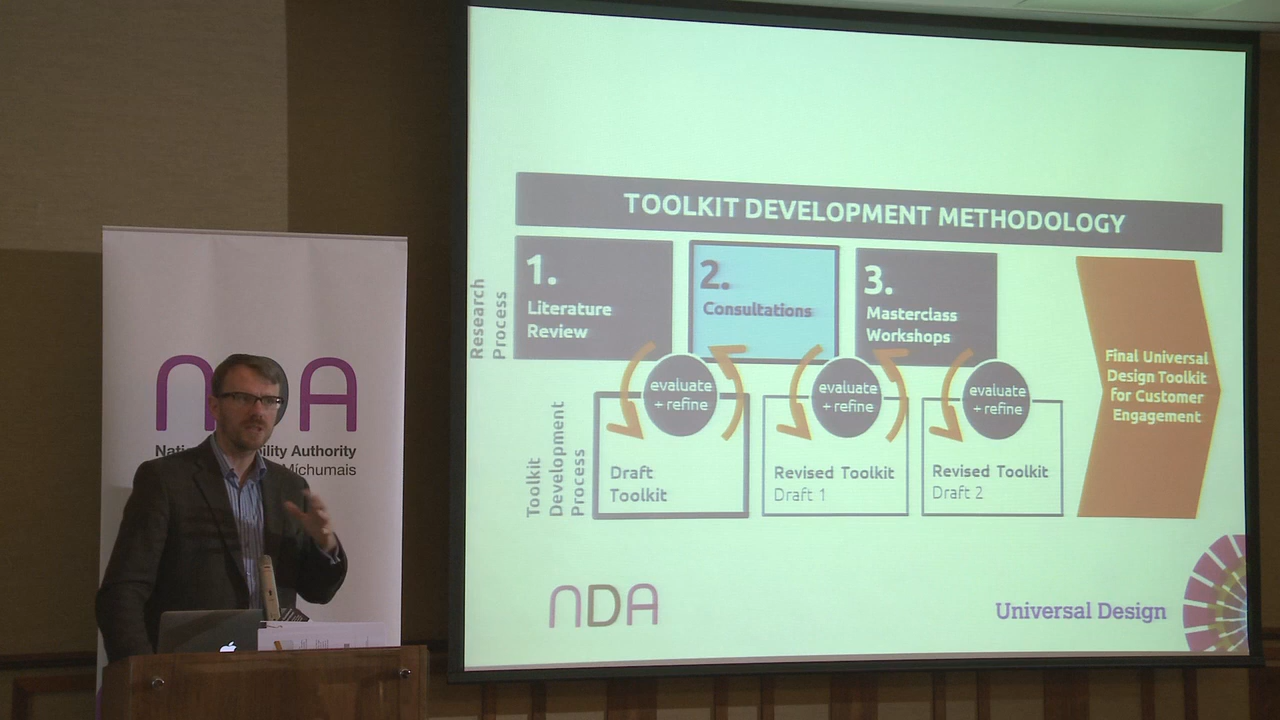 TOOLKIT DEVELOPMENT METHODOLOGY
Research
Process
1.
Literature
Review
2.
Consultations
3.
Masterclass
Workshops
evaluate
+ refine
evaluate
+ refine
evaluate
+ refine
Toolkit
Development
Process
Draft
Toolkit
Revised Toolkit
Draft 1
Revised Toolkit
Draft 2
Final Universal
Design Toolkit
for Customer
Engagement
NDA
Universal Design
NDA
Authority
Míchumais